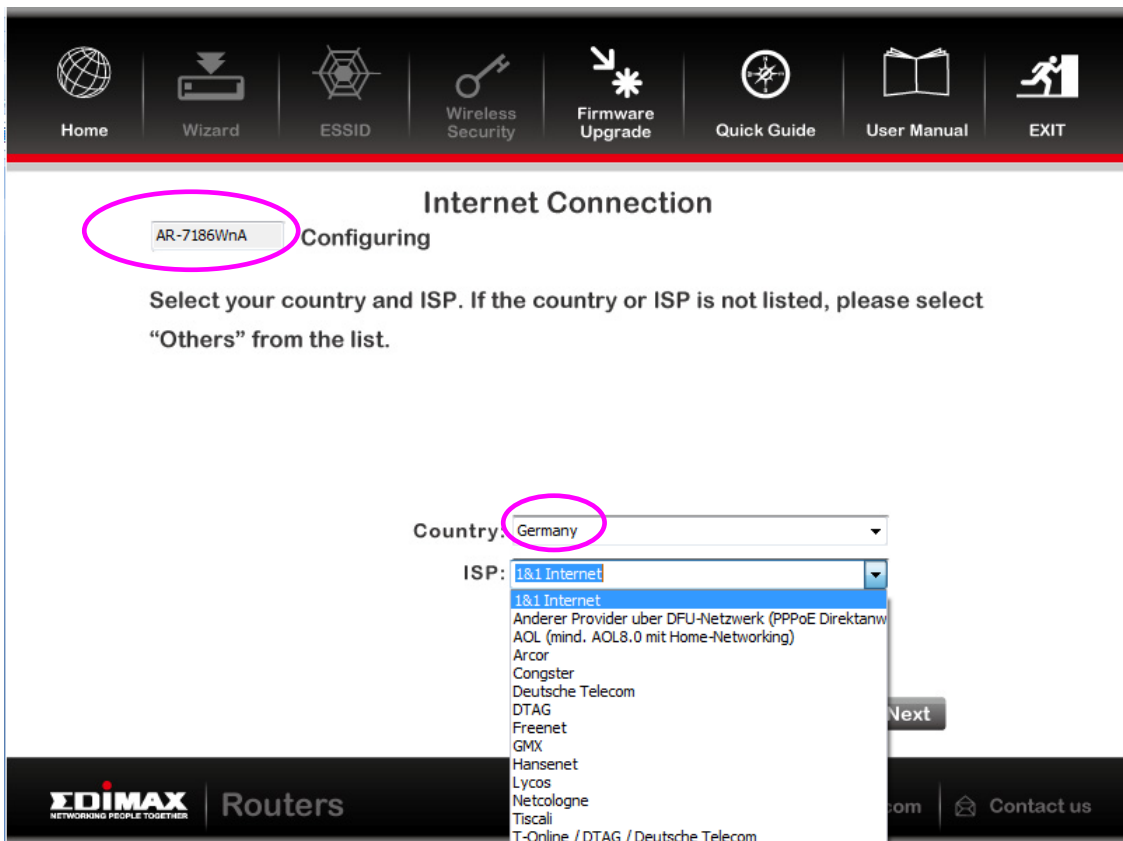 Home
Wizard
ESSID
Wireless
Security
Firmware
Upgrade
Quick Guide
User Manual
EXIT
Internet Connection
AR-7186WnA Configuring
Select your country and ISP. If the country or ISP is not listed, please select
“Others” from the list.
Country: Germany
ISP: 1&1 Internet
1&1 Internet
Anderer Provider uber DFU-Netzwerk (PPPoE Direktanw
AOL (mind. AOL8.0 mit Home-Networking)
Arcor
Congster
Deutsche Telecom
DTAG
Freenet
GMX
Hansenet
Lycos
Netcologne
Tiscali
T-Online / DTAG / Deutsche Telecom
Next
EDIMAX
NETWORKING PEOPLE TOGETHER
Routers
com
Contact us